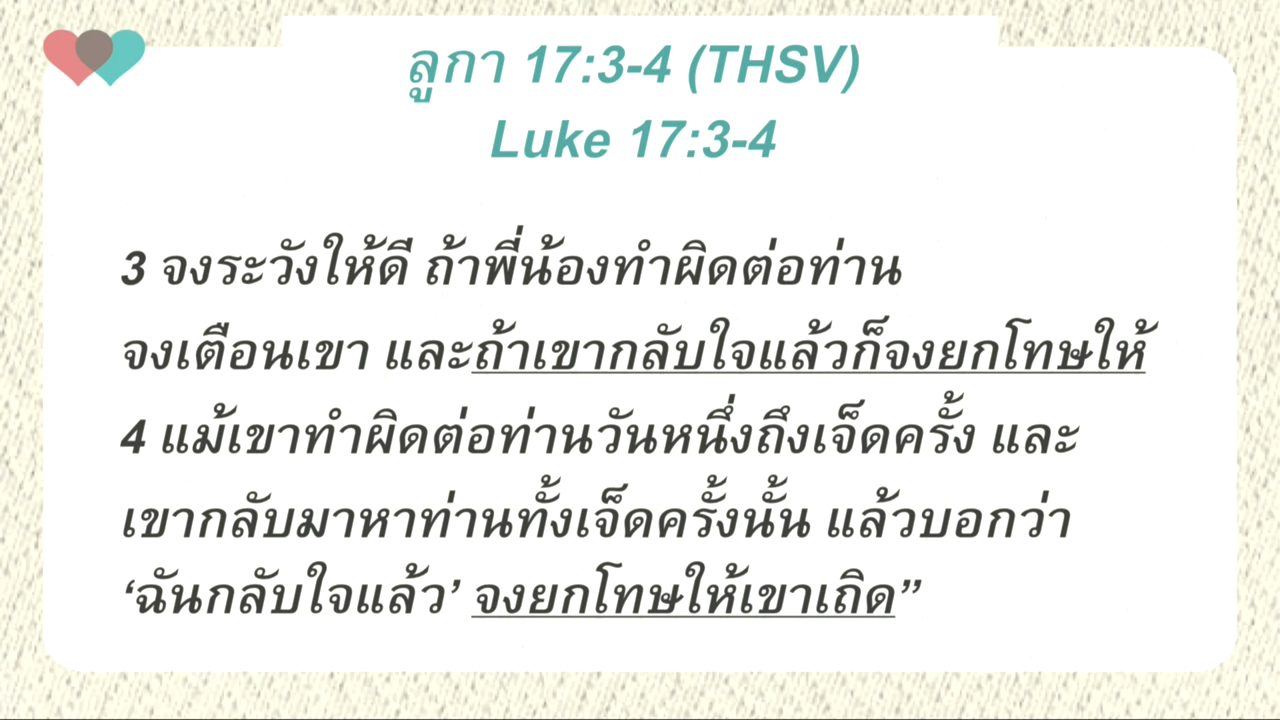 ลูกา 17:3-4 (THSV)
Luke 17:3-4
3 จงระวังให้ดี ถ้าพี่น้องทำผิดต่อท่าน
จงเตือนเขา และถ้าเขากลับใจแล้วก็จงยกโทษให้
4 แม้เขาทำผิดต่อท่านวันหนึ่งถึงเจ็ดครั้ง และ
เขากลับมาหาท่านทั้งเจ็ดครั้งนั้น แล้วบอกว่า
‘ฉันกลับใจแล้ว’ จงยกโทษให้เขาเถิด”